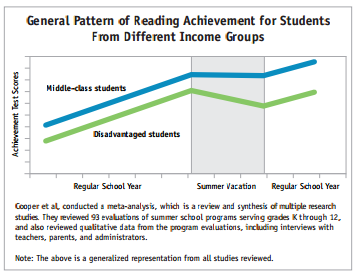 General Pattern of Reading Achievement for Students
From Different Income Groups
Achievement Test Scores
Middle-class students
Disadvantaged students
Regular School Year
Summer Vacation
Regular School Year
Cooper et al, conducted a meta-analysis, which is a review and synthesis of multiple research
studies. They reviewed 93 evaluations of summer school programs serving grades K through 12,
and also reviewed qualitative data from the program evaluations, including interviews with
teachers, parents, and administrators.
Note: The above is a generalized representation from all studies reviewed.